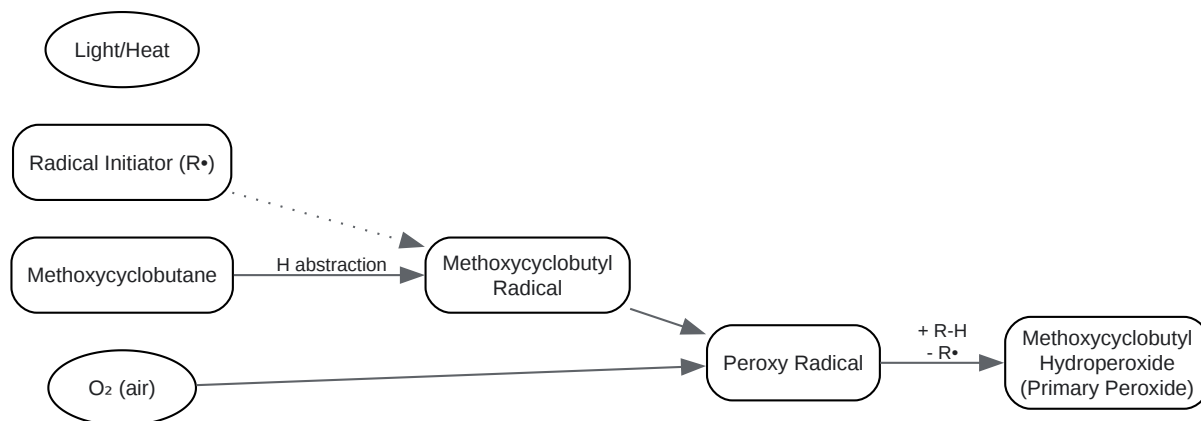 Light/Heat
Radical Initiator (R•)
Methoxycyclobutane
H abstraction
Methoxycyclobutyl
Radical
O₂ (air)
Peroxy Radical
+ R-H
- R•
Methoxycyclobutyl
Hydroperoxide
(Primary Peroxide)